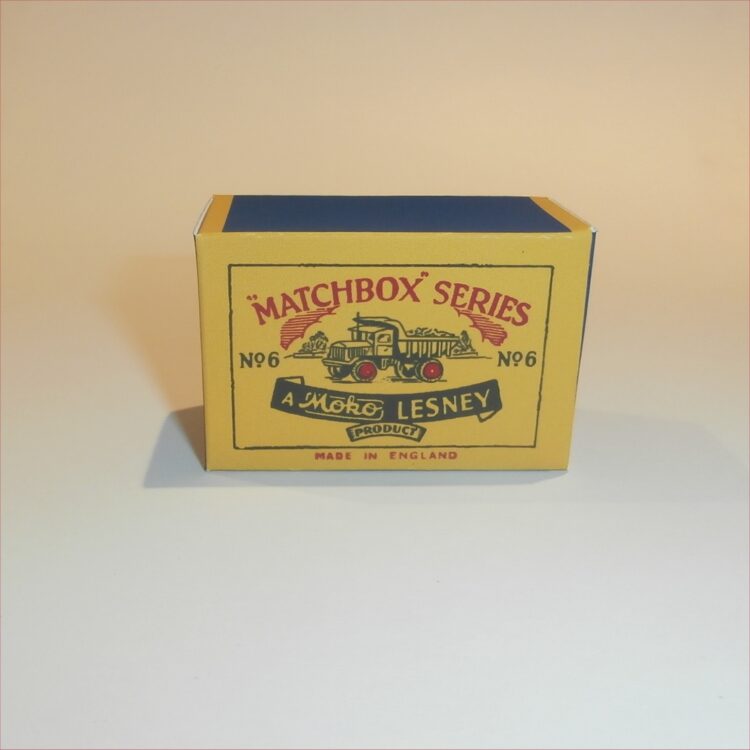 "MATCHBOX" SERIES
Nº6 Nº6
A Moko LESNEY
PRODUCT
MADE IN ENGLAND